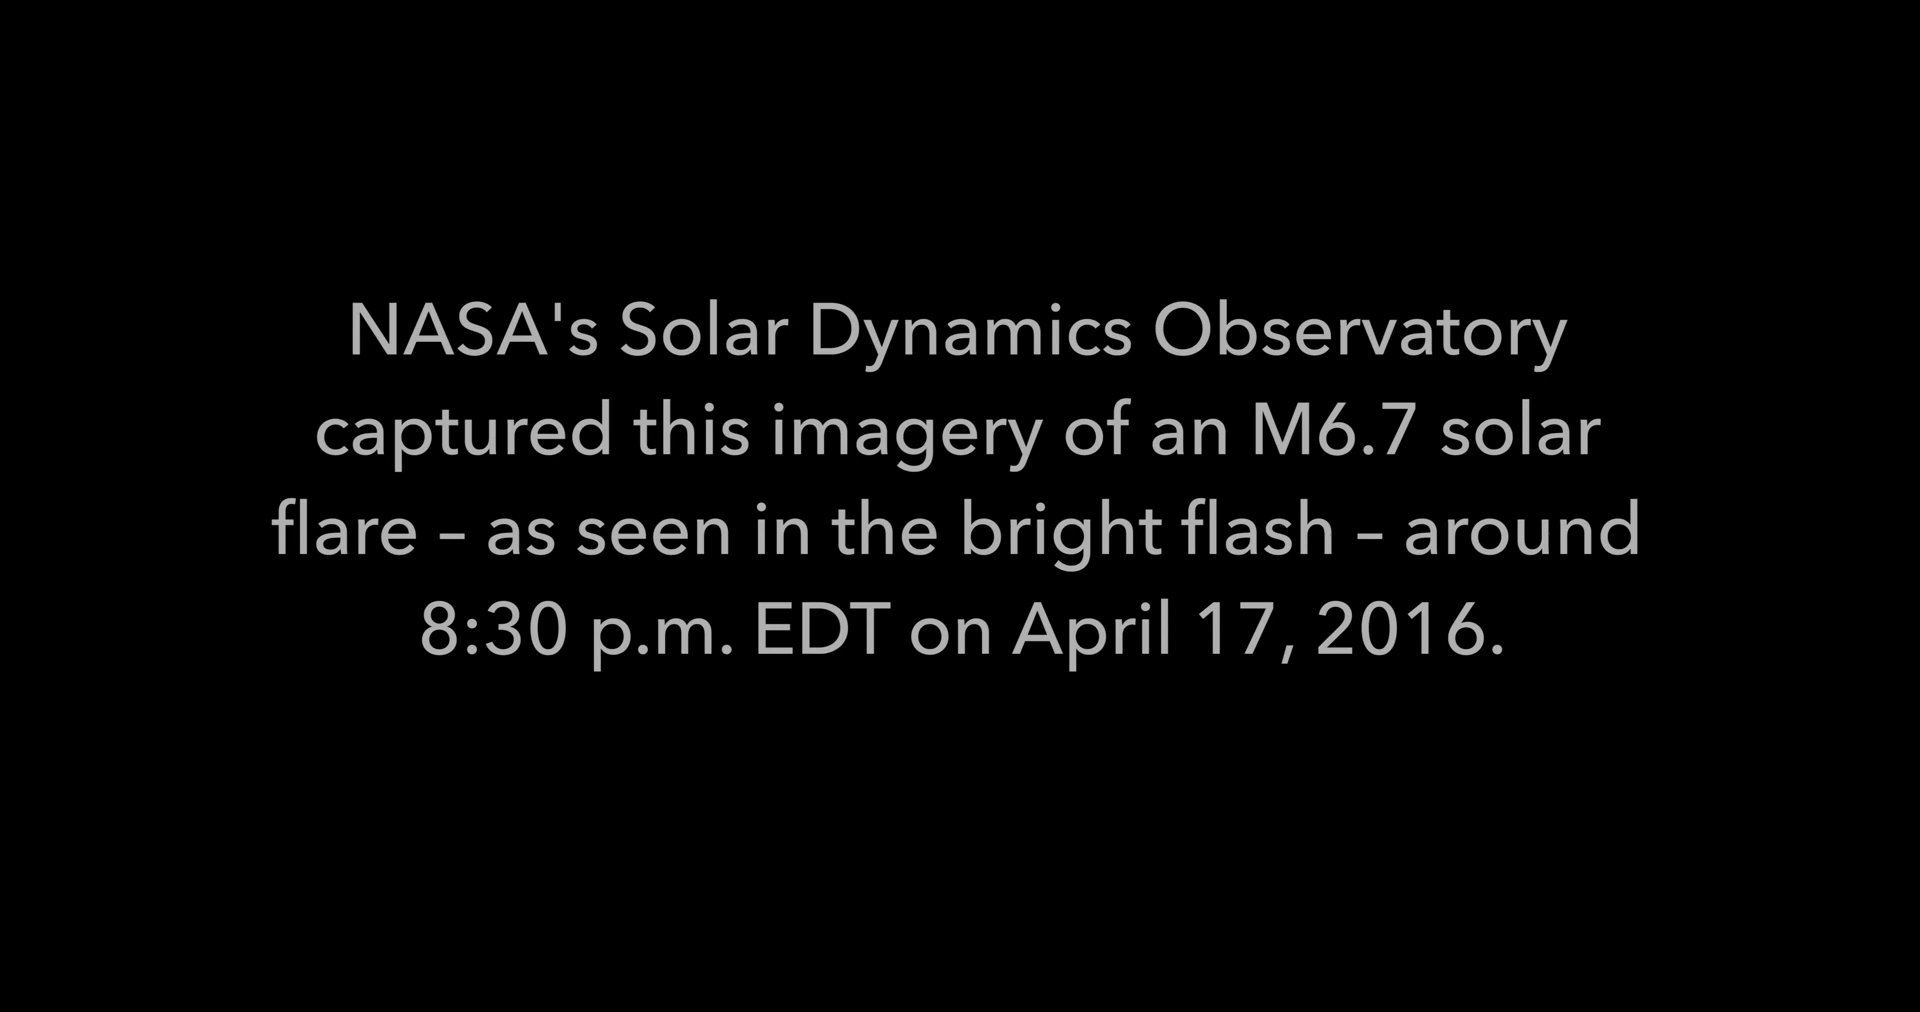 NASA's Solar Dynamics Observatory
captured this imagery of an M6.7 solar
flare – as seen in the bright flash – around
8:30 p.m. EDT on April 17, 2016.